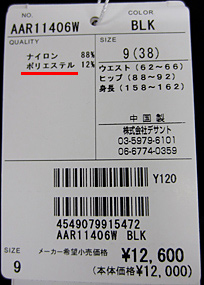 NO. COLOR
AAR11406W BLK
QUALITY SIZE
ナイロン 88%
ポリエステル 12%
9(38)
ウエスト(62~66)
ヒップ(88~92)
身長(158~162)
中国製
株式会社デサント
03-5979-6101
06-6774-0359
Y120
4549079915472
AAR11406W BLK
SIZE
9
メーカー希望小売価格
¥12,600
(本体価格¥12,000)